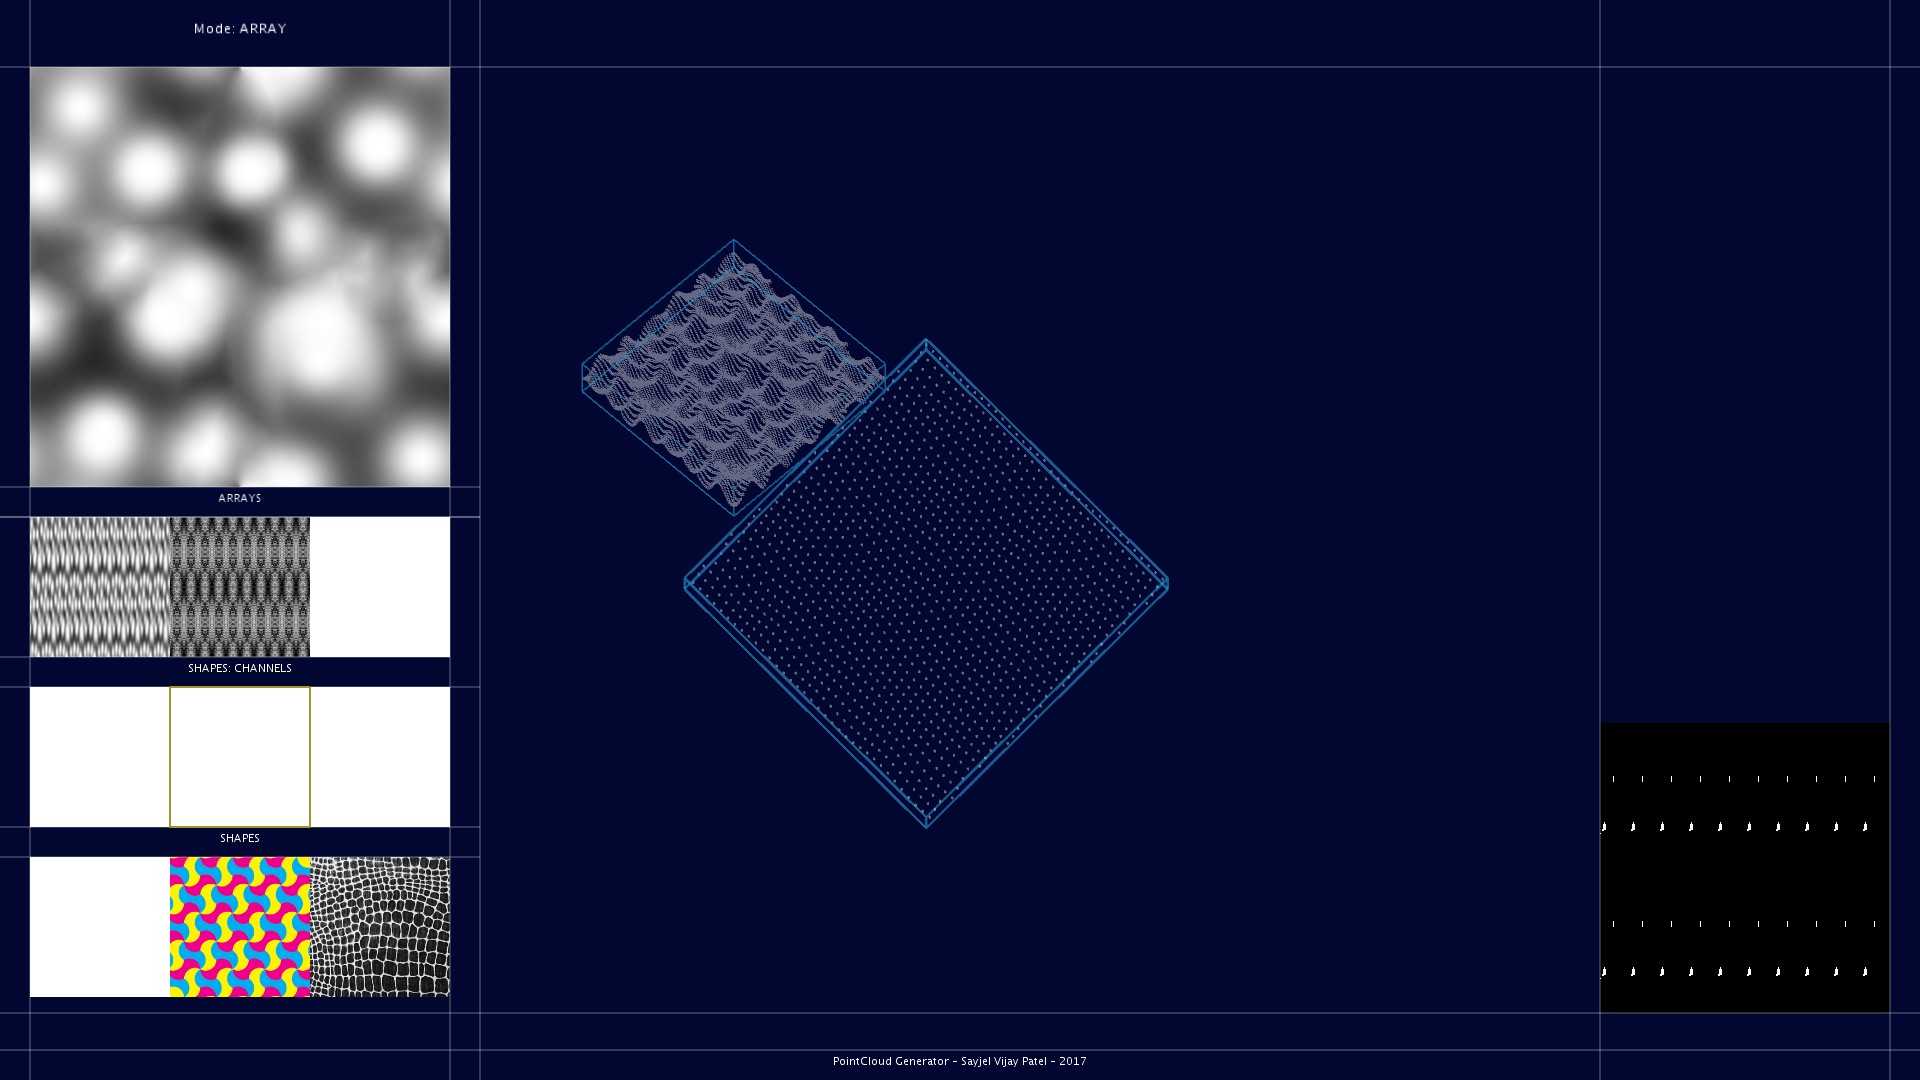 Mode: ARRAY
ARRAYS
SHAPES: CHANNELS
SHAPES
PointCloud Generator - Sayjel Vijay Patel - 2017